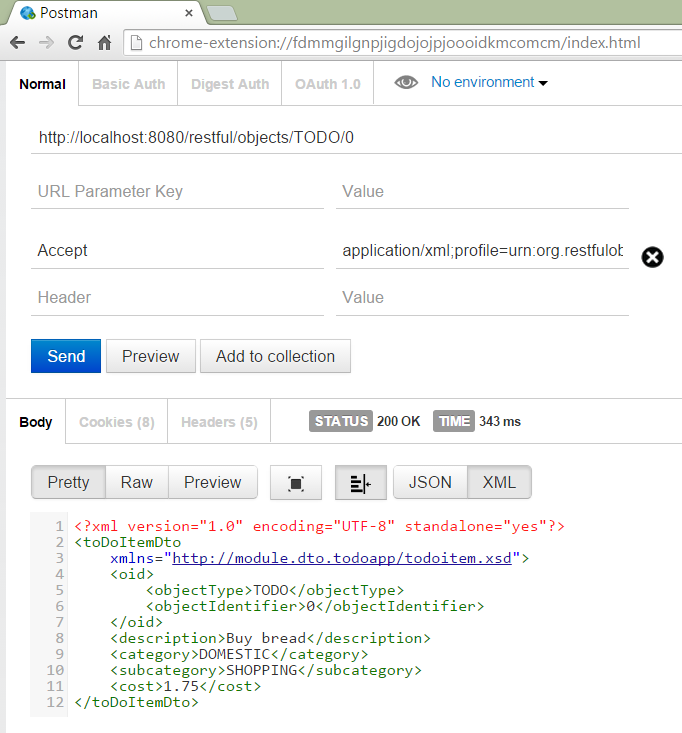 Postman
chrome-extension://fdmmgilgnpjigdojojpjoooidkmcomcm/index.html
Normal Basic Auth Digest Auth OAuth 1.0 No environment
http://localhost:8080/restful/objects/TODO/0
URL Parameter Key Value
Accept application/xml;profile=urn:org.restfulob
Header Value
Send Preview Add to collection
Body Cookies (8) Headers (5) STATUS 200 OK TIME 343 ms
Pretty Raw Preview JSON XML
1 <?xml version="1.0" encoding="UTF-8" standalone="yes"?>
2 <toDoItemDto
3 xmlns="http://module.dto.todoapp/todoitem.xsd">
4 <oid>
5 <objectType>TODO</objectType>
6 <objectIdentifier>0</objectIdentifier>
7 </oid>
8 <description>Buy bread</description>
9 <category>DOMESTIC</category>
10 <subcategory>SHOPPING</subcategory>
11 <cost>1.75</cost>
12 </toDoItemDto>